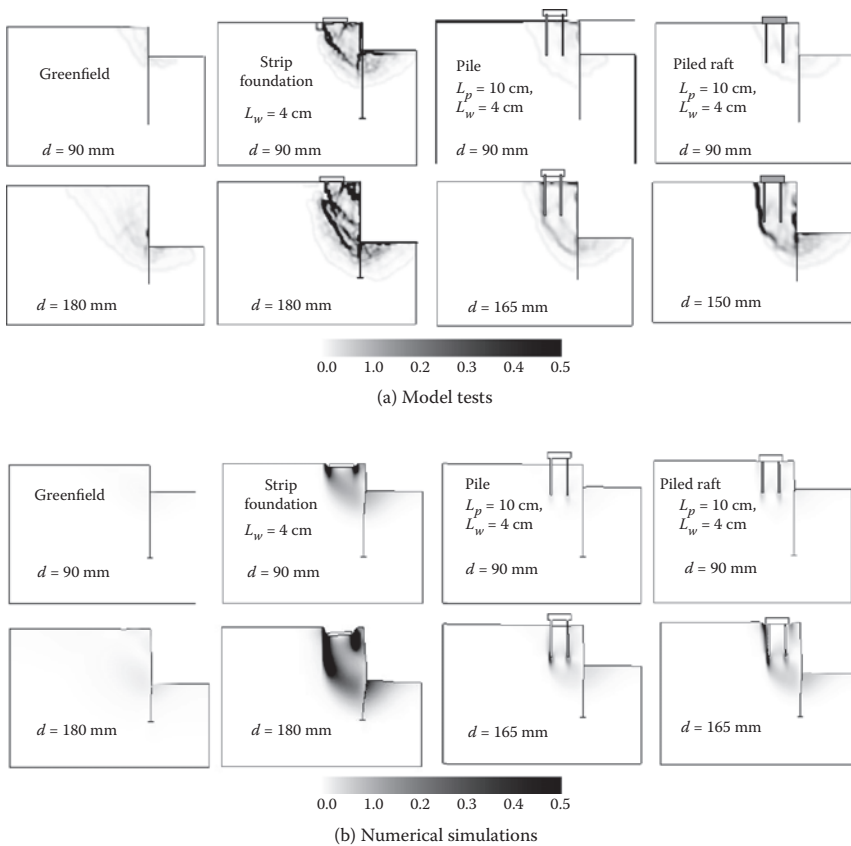 Greenfield
d = 90 mm
Strip
foundation
L_w = 4 cm
d = 90 mm
Pile
L_p = 10 cm,
L_w = 4 cm
d = 90 mm
Piled raft
L_p = 10 cm,
L_w = 4 cm
d = 90 mm
d = 180 mm
d = 180 mm
d = 165 mm
d = 150 mm
0.0 1.0 0.2 0.3 0.4 0.5
(a) Model tests
Greenfield
d = 90 mm
Strip
foundation
L_w = 4 cm
d = 90 mm
Pile
L_p = 10 cm,
L_w = 4 cm
d = 90 mm
Piled raft
L_p = 10 cm,
L_w = 4 cm
d = 90 mm
d = 180 mm
d = 180 mm
d = 165 mm
d = 165 mm
0.0 1.0 0.2 0.3 0.4 0.5
(b) Numerical simulations